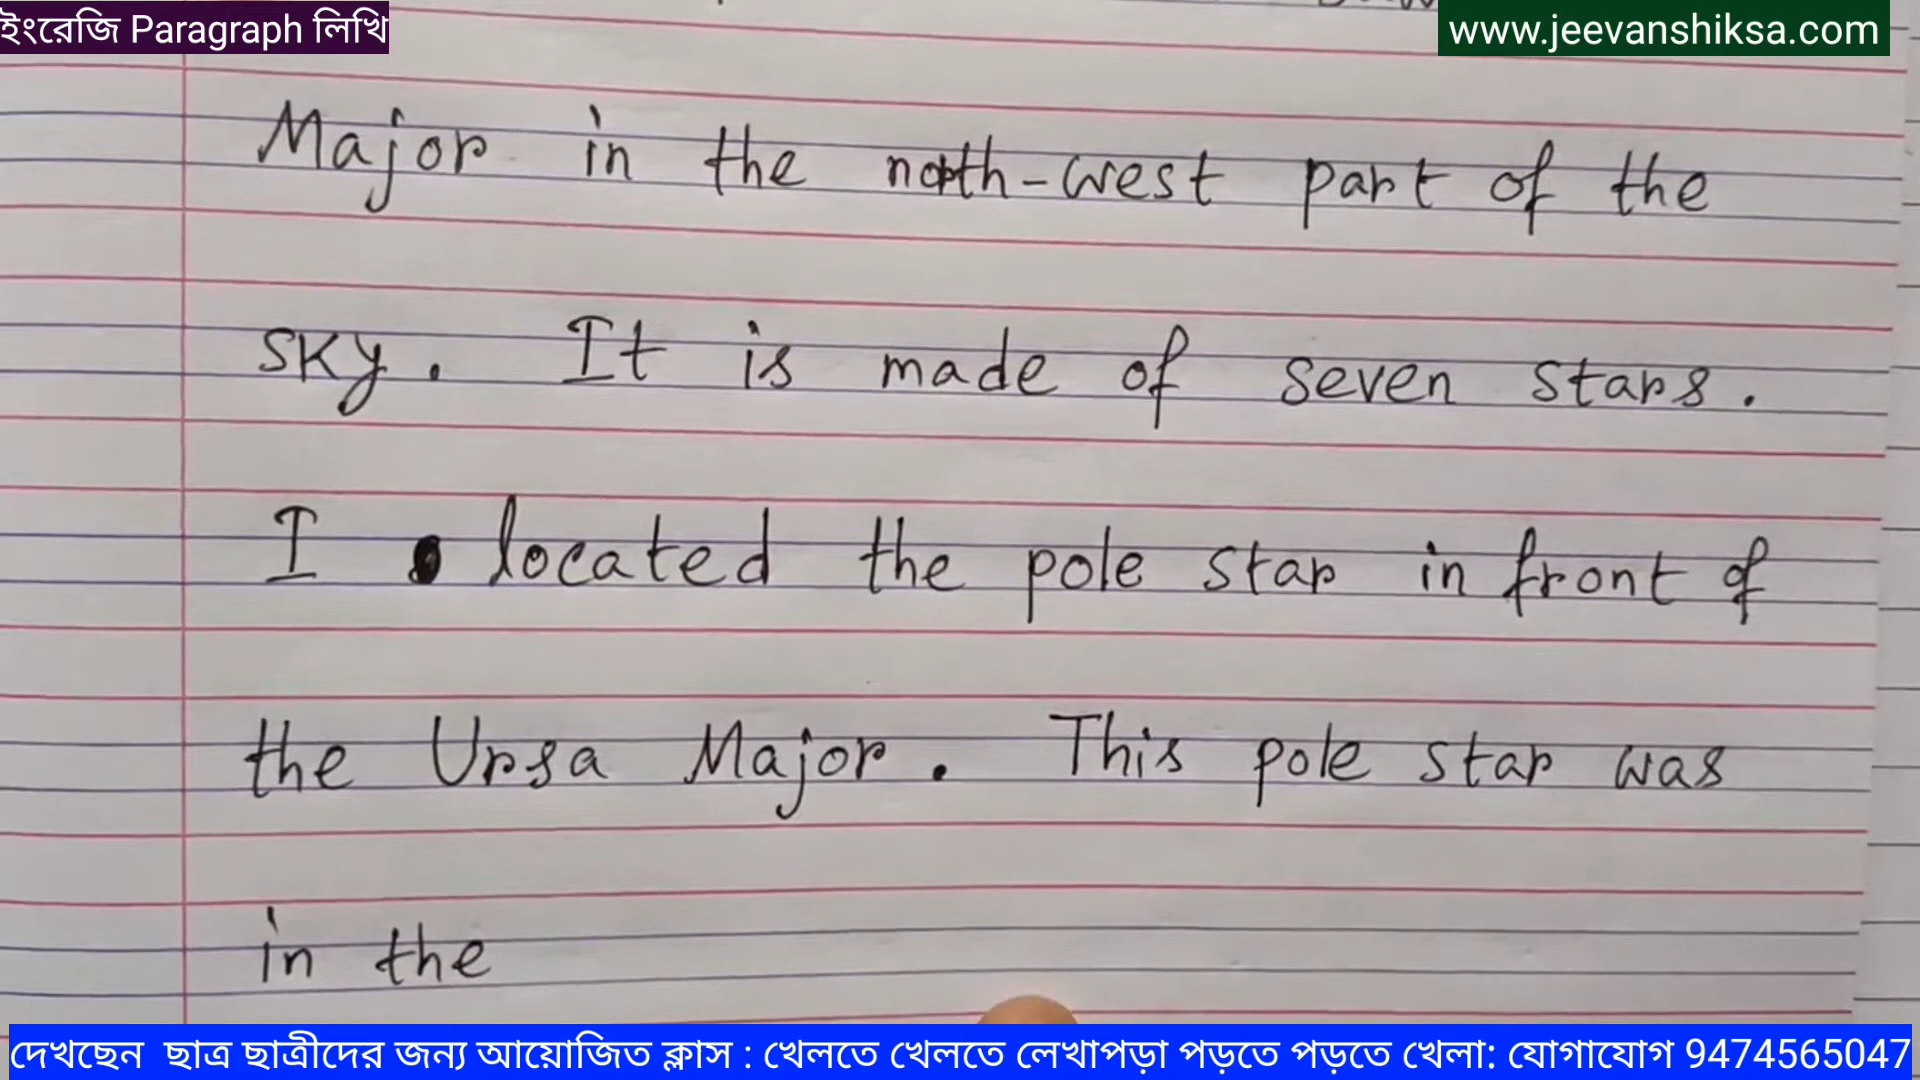 ইংরেজি Paragraph লিখি
www.jeevanshiksa.com
Major in the north-west part of the
sky. It is made of seven stars.
I located the pole star in front of
the Ursa Major. This pole star was
in the
দেখছেন ছাত্র ছাত্রীদের জন্য আয়োজিত ক্লাস : খেলতে খেলতে লেখাপড়া পড়তে পড়তে খেলা: যোগাযোগ 9474565047